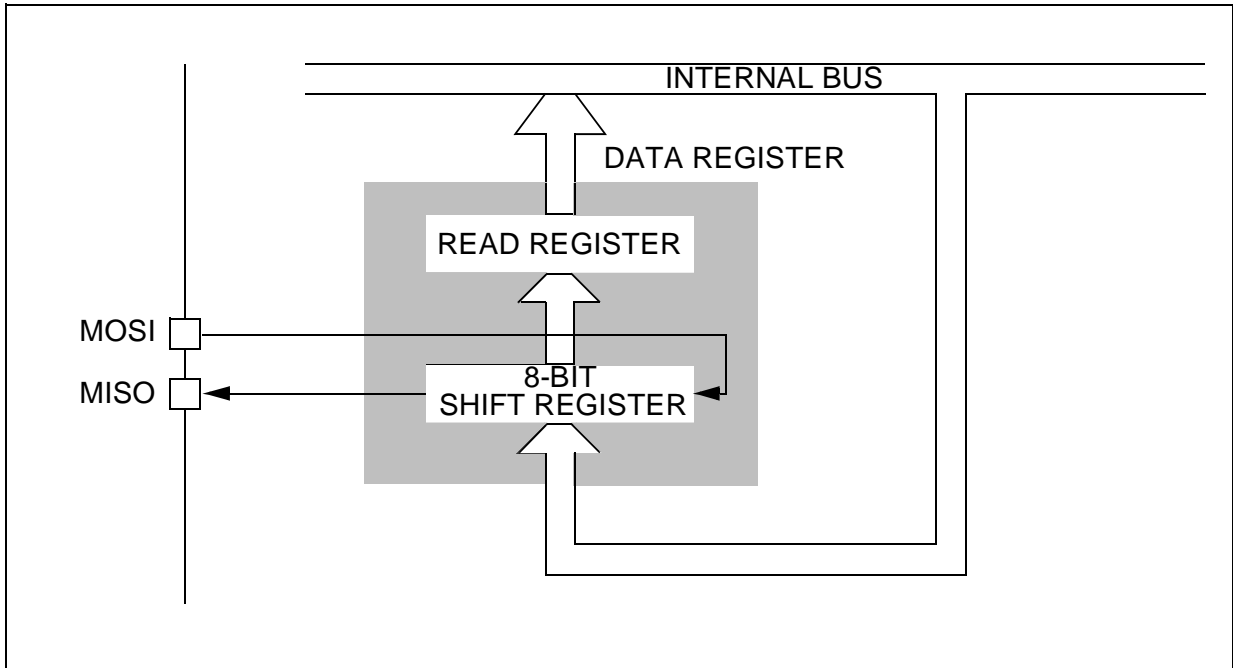 INTERNAL BUS
DATA REGISTER
READ REGISTER
MOSI
8-BIT
MISO
SHIFT REGISTER